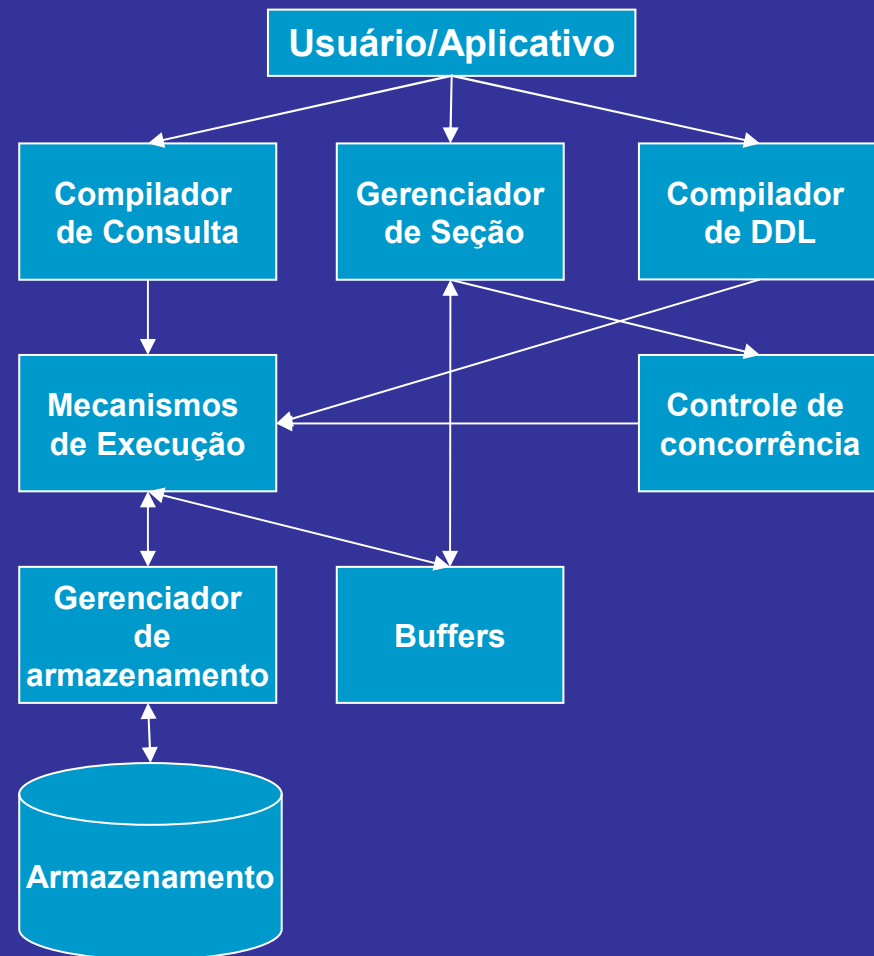 Usuário/Aplicativo
Compilador
de Consulta
Gerenciador
de Seção
Compilador
de DDL
Mecanismos
de Execução
Controle de
concorrência
Gerenciador
de
armazenamento
Buffers
Armazenamento